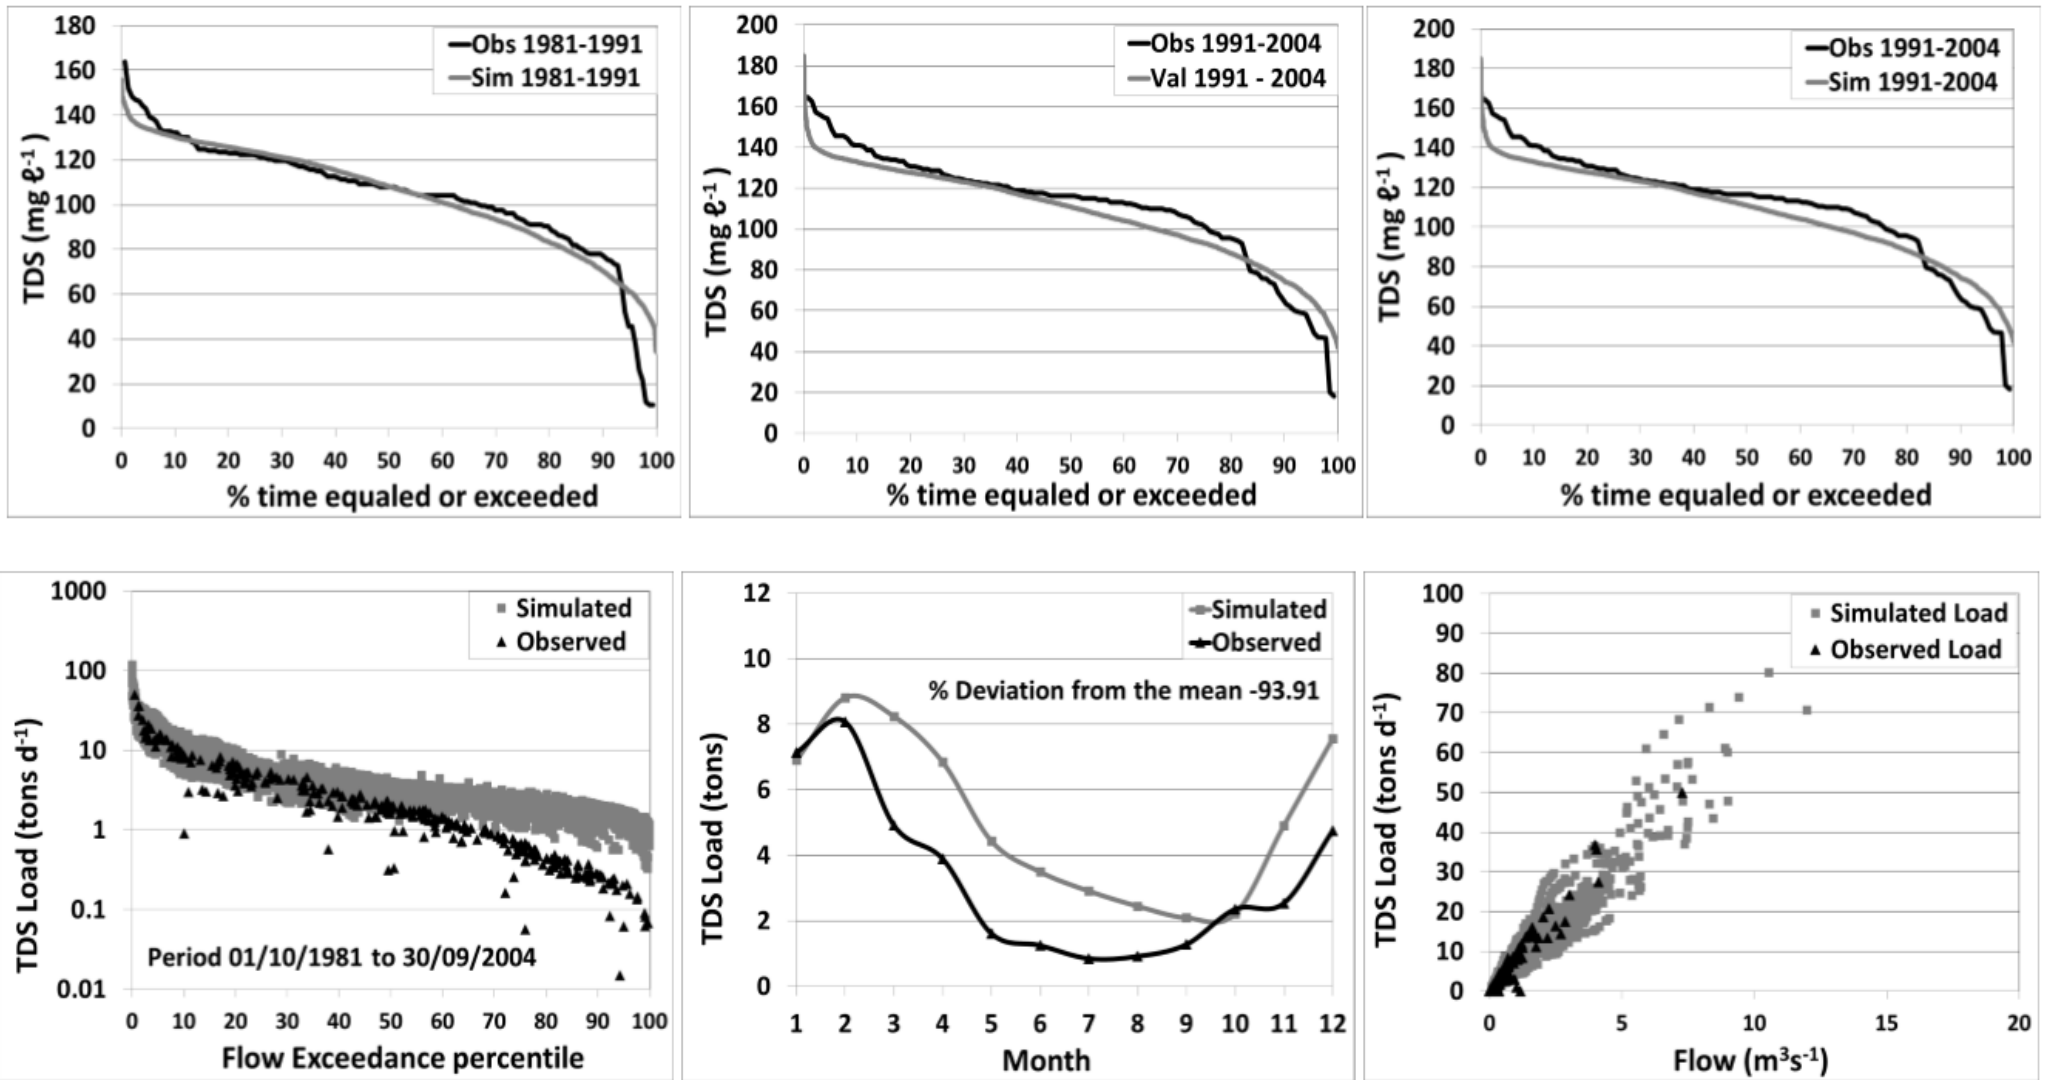 180
160
140
120
100
80
60
40
20
0
TDS (mg ℓ-1 )
Obs 1981-1991
Sim 1981-1991
0 10 20 30 40 50 60 70 80 90 100
% time equaled or exceeded
200
180
160
140
120
100
80
60
40
20
0
TDS (mg ℓ-1 )
Obs 1991-2004
Val 1991 - 2004
0 10 20 30 40 50 60 70 80 90 100
% time equaled or exceeded
200
180
160
140
120
100
80
60
40
20
0
TDS (mg ℓ-1 )
Obs 1991-2004
Sim 1991-2004
0 10 20 30 40 50 60 70 80 90 100
% time equaled or exceeded
1000
100
10
1
0.1
0.01
TDS Load (tons d-1)
Simulated
Observed
Period 01/10/1981 to 30/09/2004
0 10 20 30 40 50 60 70 80 90 100
Flow Exceedance percentile
12
10
8
6
4
2
0
TDS Load (tons)
Simulated
Observed
% Deviation from the mean -93.91
1 2 3 4 5 6 7 8 9 10 11 12
Month
100
90
80
70
60
50
40
30
20
10
0
TDS Load (tons d-1)
Simulated Load
Observed Load
0 5 10 15 20
Flow (m3s-1)